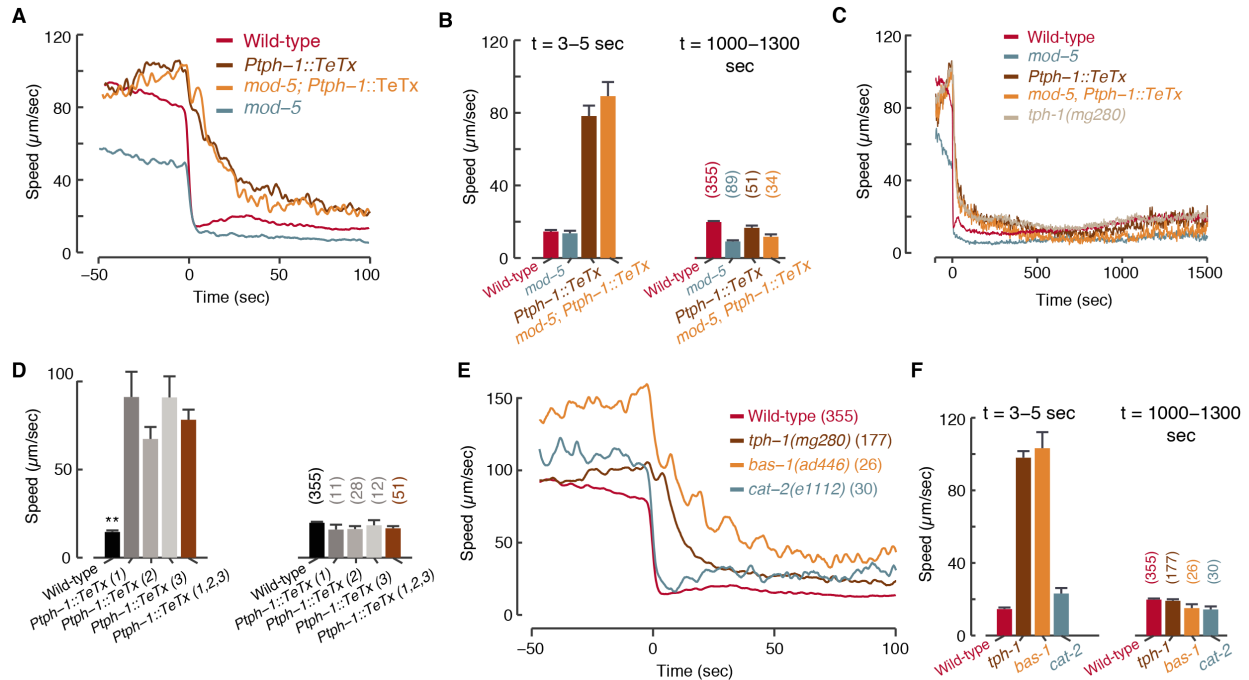 A
120
80
40
0
Speed (µm/sec)
−50
0
50
100
Time (sec)
Wild-type
Ptph−1::TeTx
mod-5; Ptph−1::TeTx
mod−5
B
t = 3−5 sec
t = 1000−1300
sec
120
80
40
0
Speed (µm/sec)
(355)
(89)
(51)
(34)
Wild-type
mod−5
Ptph−1::TeTx
mod-5; Ptph−1::TeTx
Wild-type
mod−5
Ptph−1::TeTx
mod-5, Ptph−1::TeTx
C
120
80
40
0
Speed (µm/sec)
0
500
1000
1500
Time (sec)
Wild-type
mod−5
Ptph−1::TeTx
mod-5, Ptph−1::TeTx
tph-1(mg280)
D
100
50
0
Speed (µm/sec)
**
(355)
(11)
(28)
(12)
(51)
Wild-type
Ptph−1::TeTx (1)
Ptph−1::TeTx (2)
Ptph−1::TeTx (3)
Ptph−1::TeTx (1,2,3)
Wild-type
Ptph−1::TeTx (1)
Ptph−1::TeTx (2)
Ptph−1::TeTx (3)
Ptph−1::TeTx (1,2,3)
E
150
100
50
0
Speed (µm/sec)
−50
0
50
100
Time (sec)
Wild-type (355)
tph−1(mg280) (177)
bas−1(ad446) (26)
cat−2(e1112) (30)
F
t = 3−5 sec
t = 1000−1300
sec
120
80
40
0
Speed (µm/sec)
(355)
(177)
(26)
(30)
Wild-type
tph-1
bas-1
cat-2
Wild-type
tph-1
bas-1
cat-2